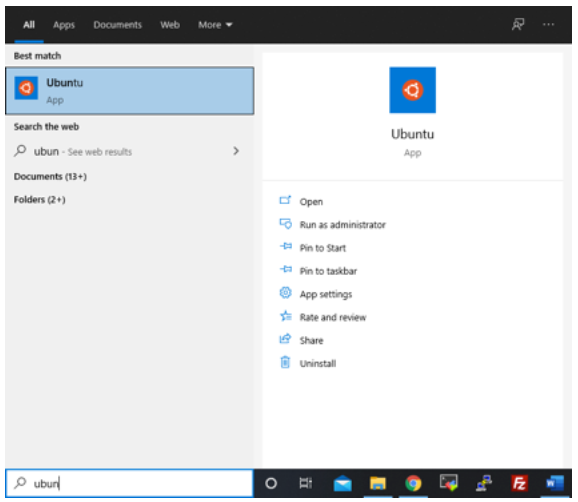 All Apps Documents Web More
Best match
Ubuntu
App
Search the web
ubun - See web results
Documents (13+)
Folders (2+)
Ubuntu
App
Open
Run as administrator
Pin to Start
Pin to taskbar
App settings
Rate and review
Share
Uninstall
ubun